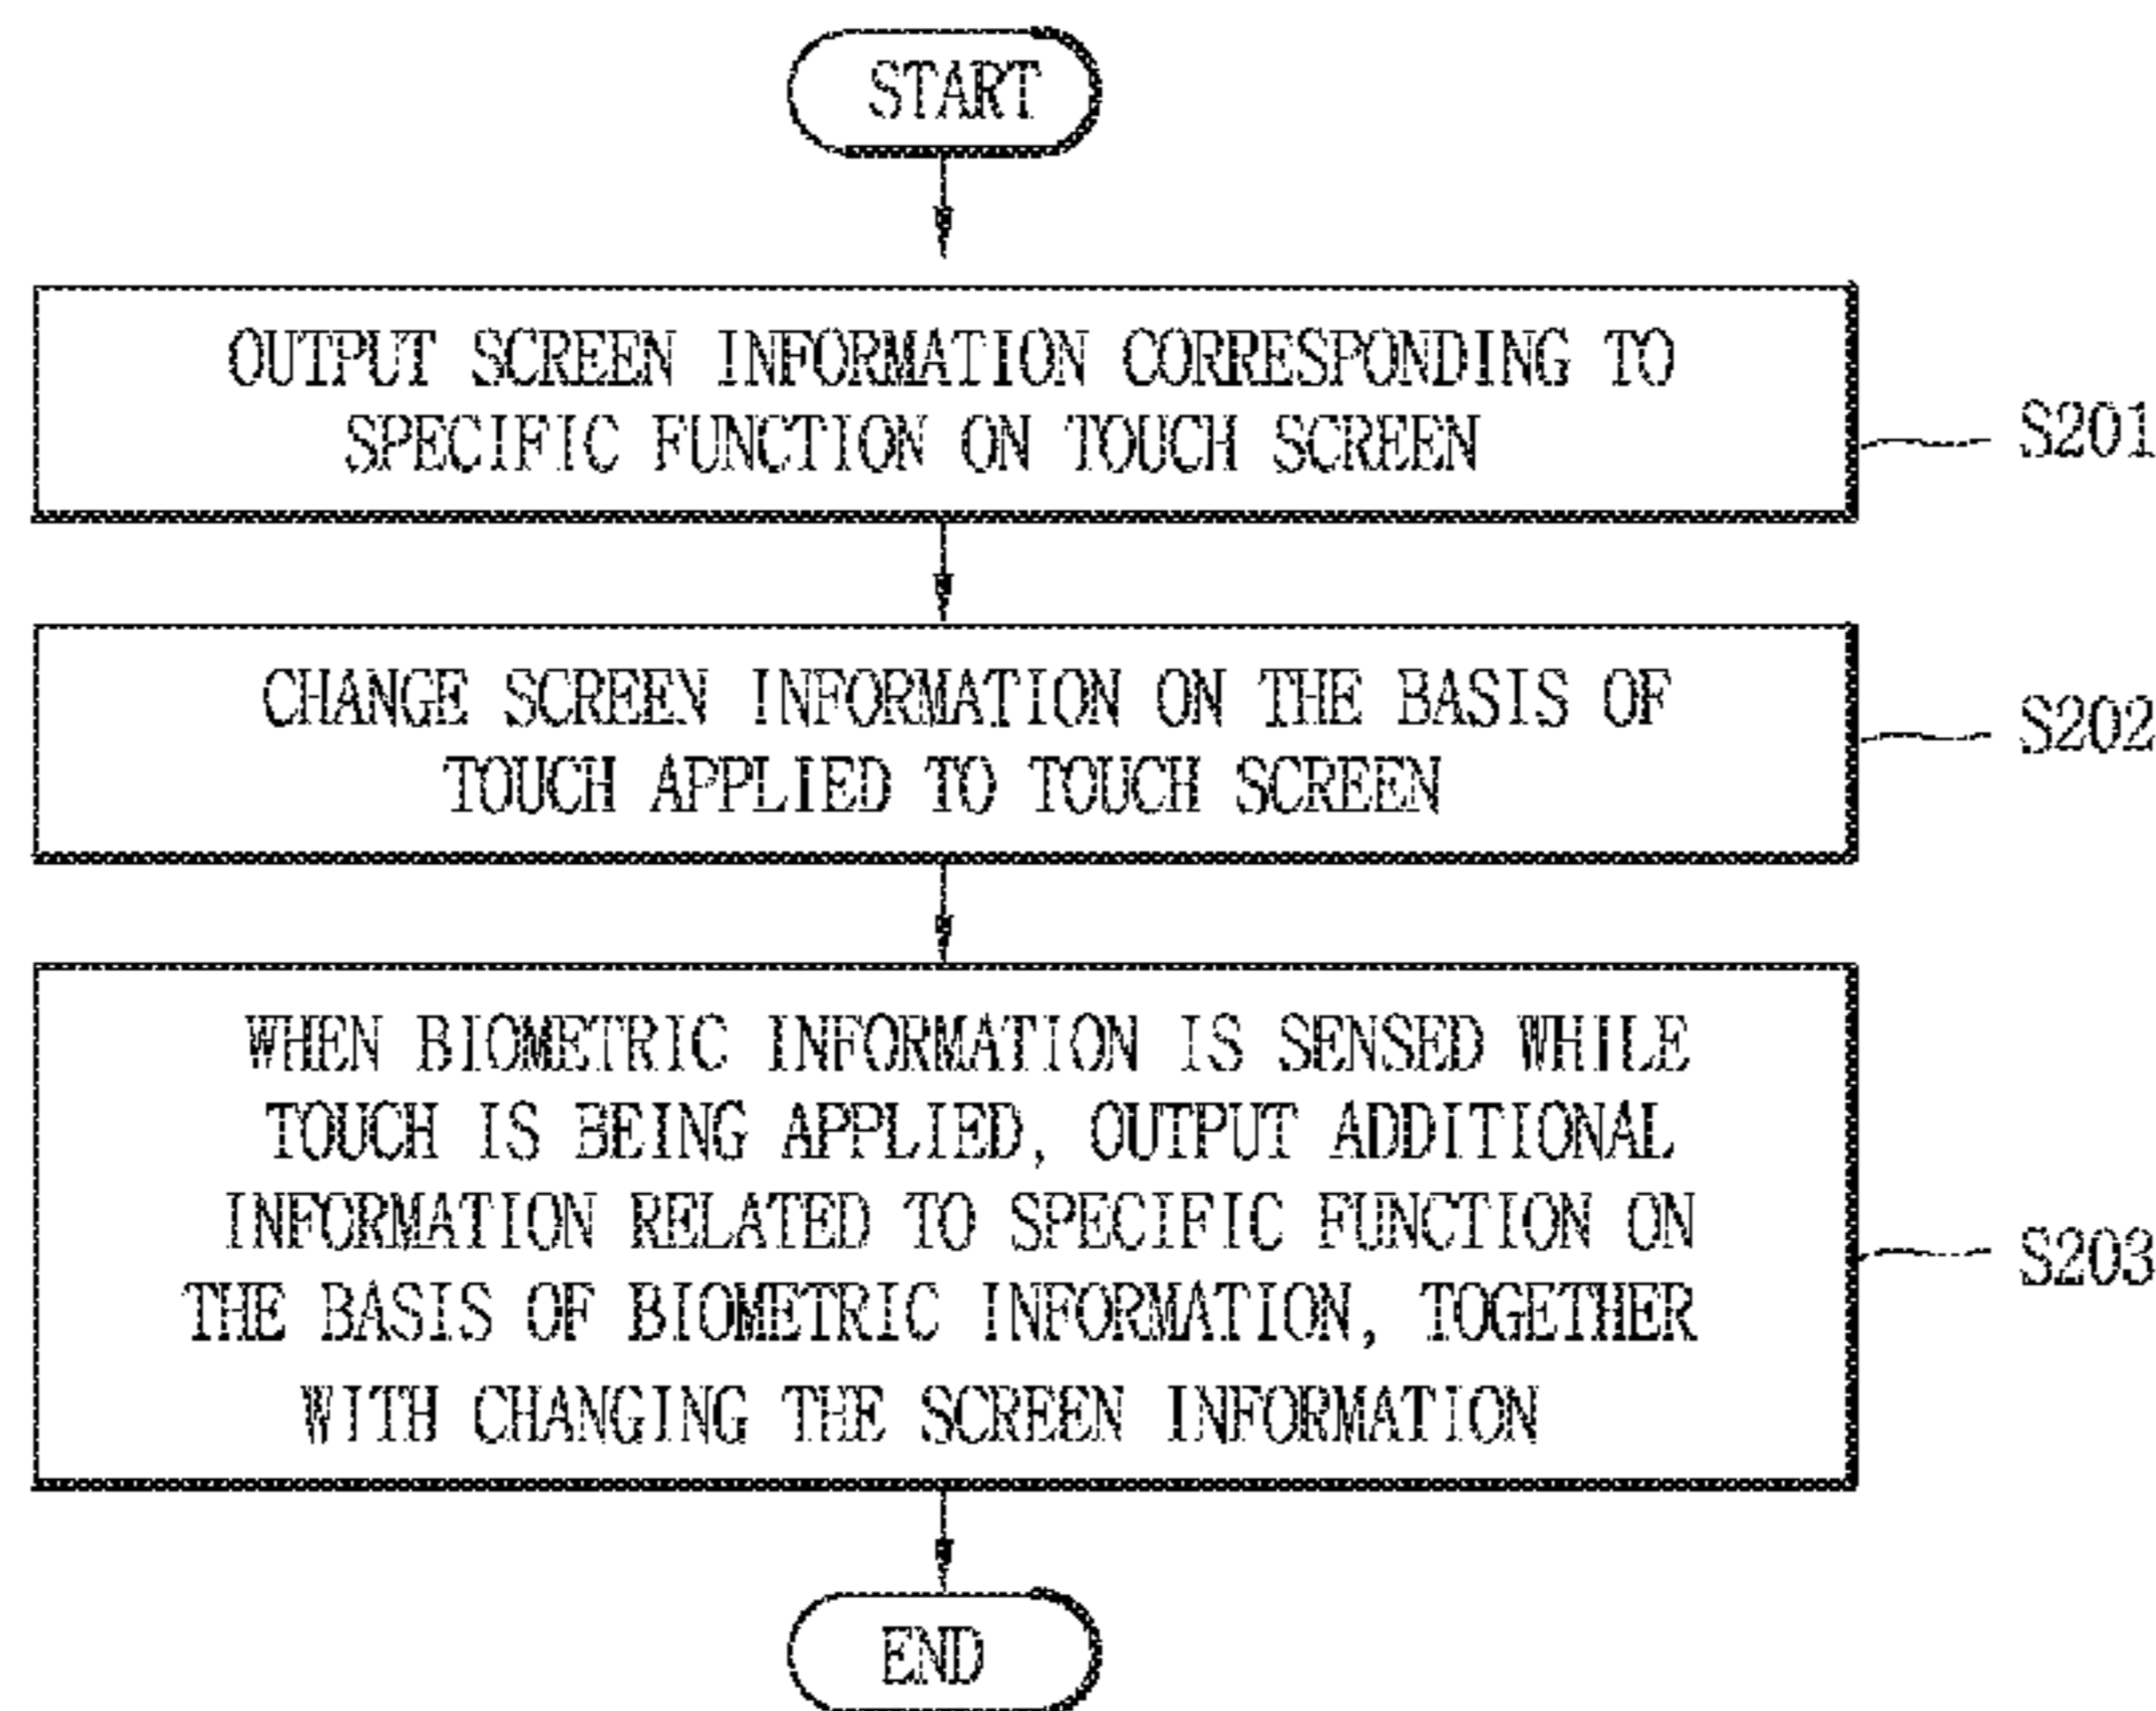 START
OUTPUT SCREEN INFORMATION CORRESPONDING TO
SPECIFIC FUNCTION ON TOUCH SCREEN
S201
CHANGE SCREEN INFORMATION ON THE BASIS OF
TOUCH APPLIED TO TOUCH SCREEN
S202
WHEN BIOMETRIC INFORMATION IS SENSED WHILE
TOUCH IS BEING APPLIED, OUTPUT ADDITIONAL
INFORMATION RELATED TO SPECIFIC FUNCTION ON
THE BASIS OF BIOMETRIC INFORMATION, TOGETHER
WITH CHANGING THE SCREEN INFORMATION
S203
END